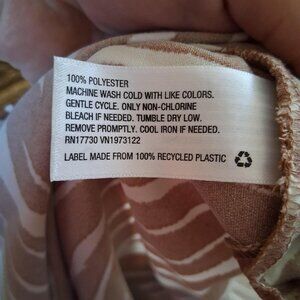 100% POLYESTER
MACHINE WASH COLD WITH LIKE COLORS.
GENTLE CYCLE. ONLY NON-CHLORINE
BLEACH IF NEEDED. TUMBLE DRY LOW.
REMOVE PROMPTLY. COOL IRON IF NEEDED.
RN17730 VN1973122
LABEL MADE FROM 100% RECYCLED PLASTIC